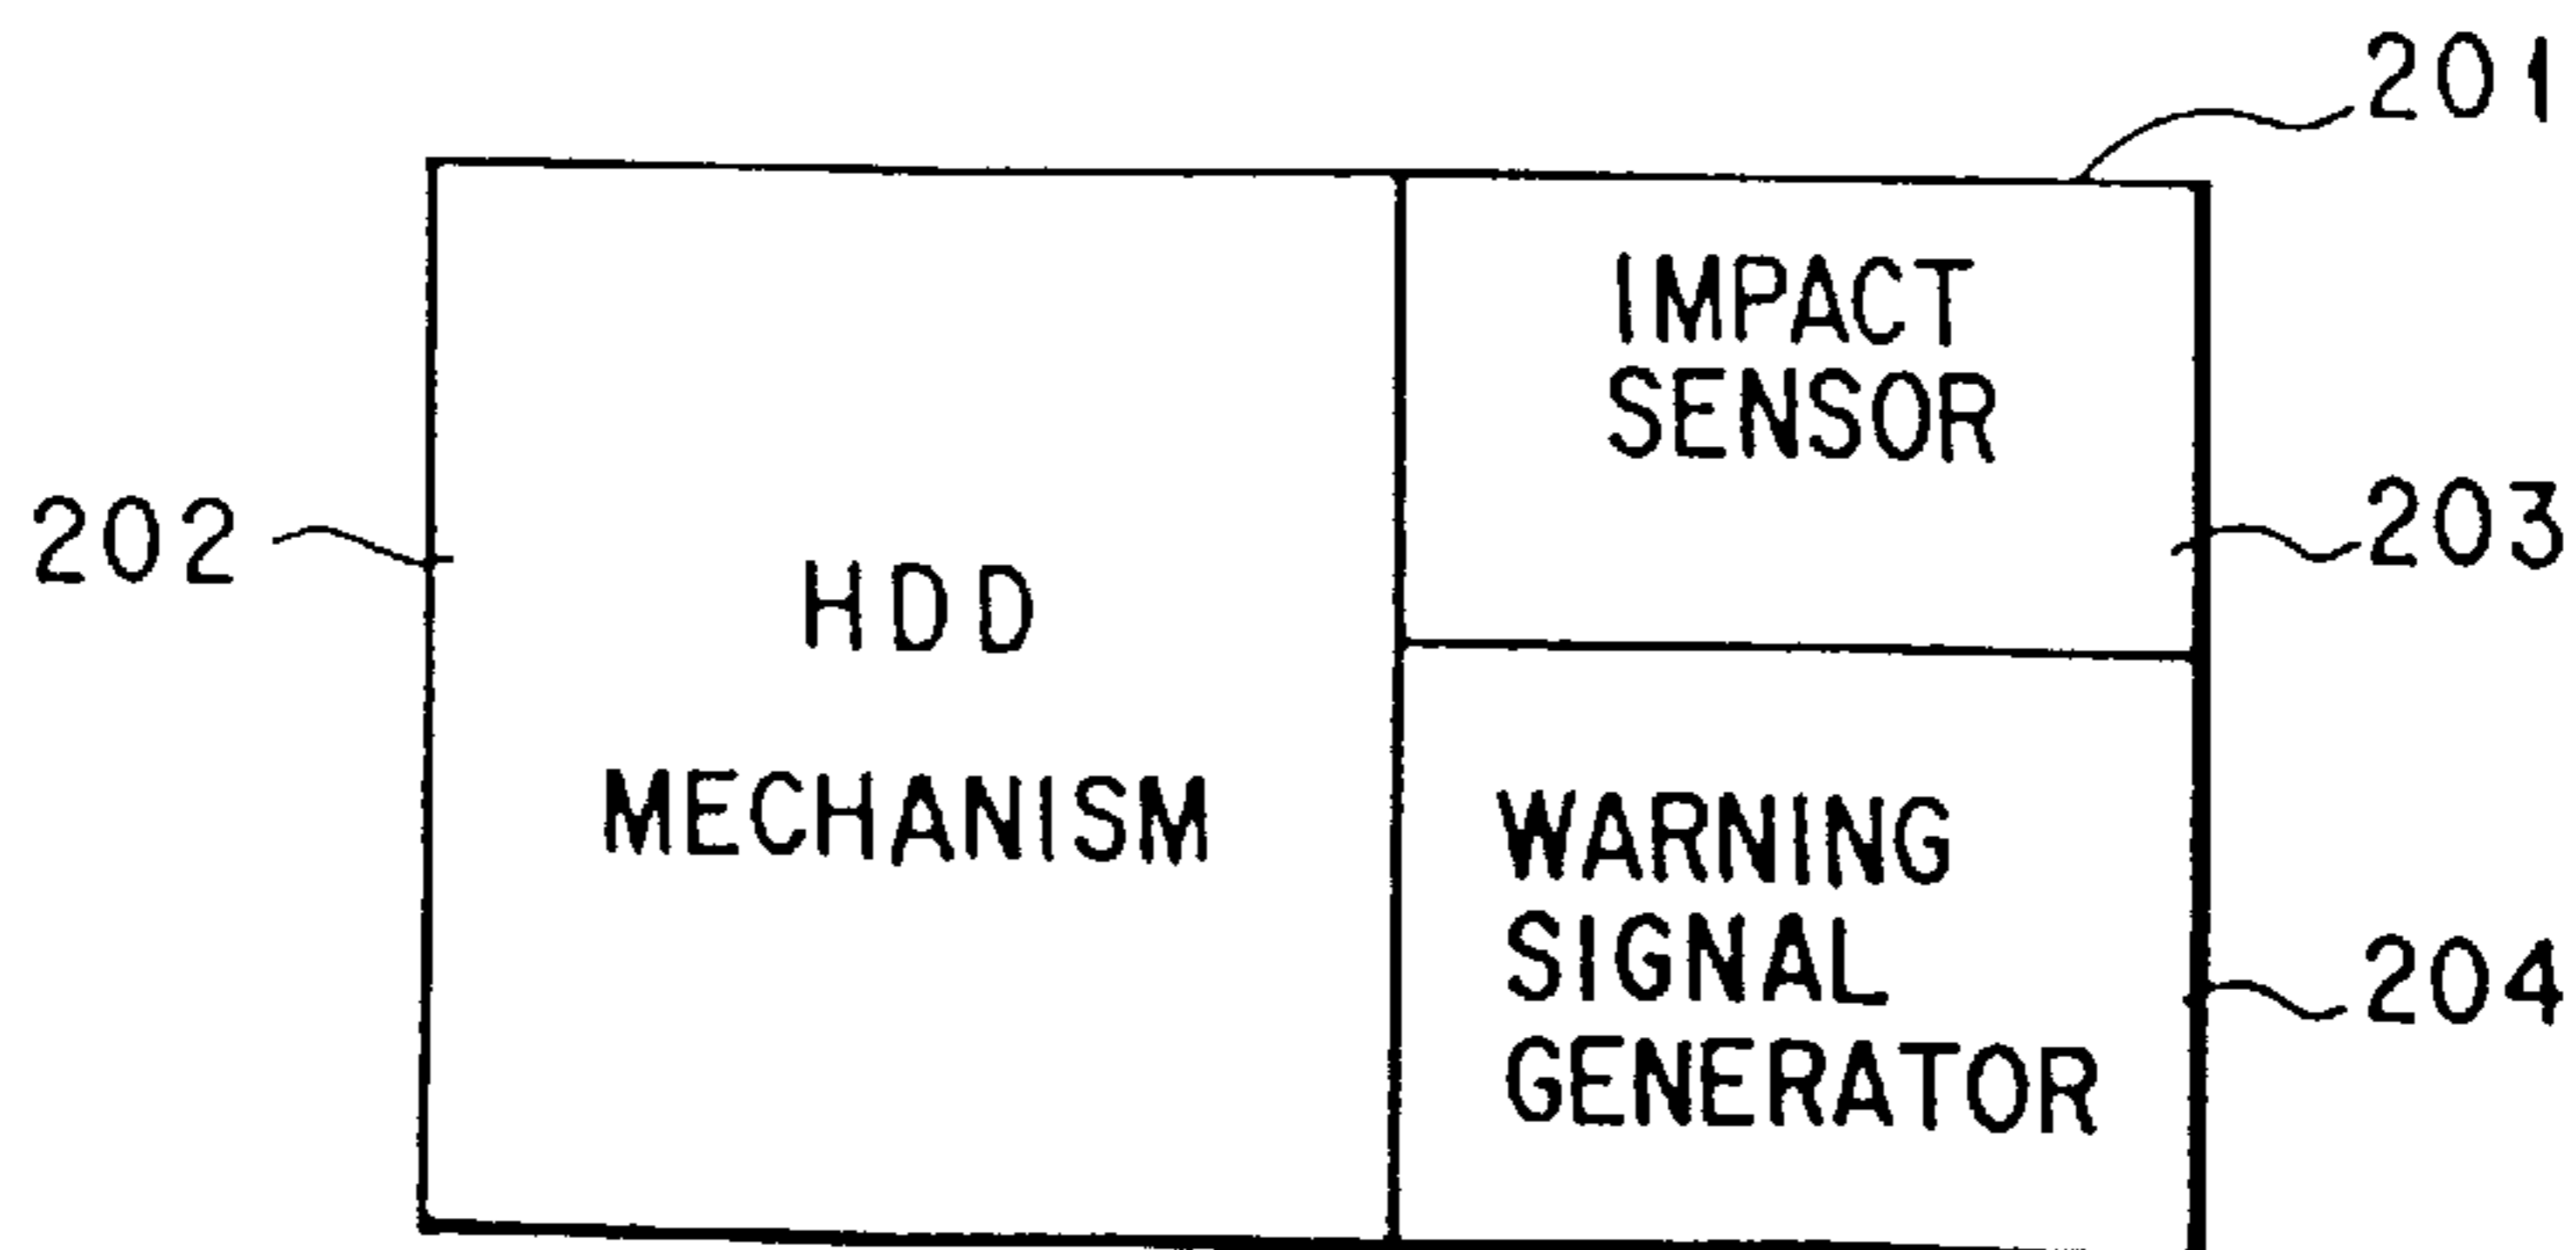 201
IMPACT
SENSOR
202
203
HDD
MECHANISM
WARNING
SIGNAL
GENERATOR
204